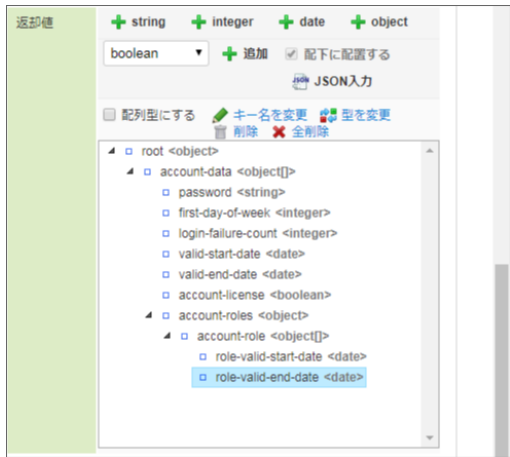 返却値
string integer date object
boolean 追加 配下に配置する
JSON入力
配列型にする キー名を変更 型を変更
削除 全削除
root <object>
account-data <object[]>
password <string>
first-day-of-week <integer>
login-failure-count <integer>
valid-start-date <date>
valid-end-date <date>
account-license <boolean>
account-roles <object>
account-role <object[]>
role-valid-start-date <date>
role-valid-end-date <date>